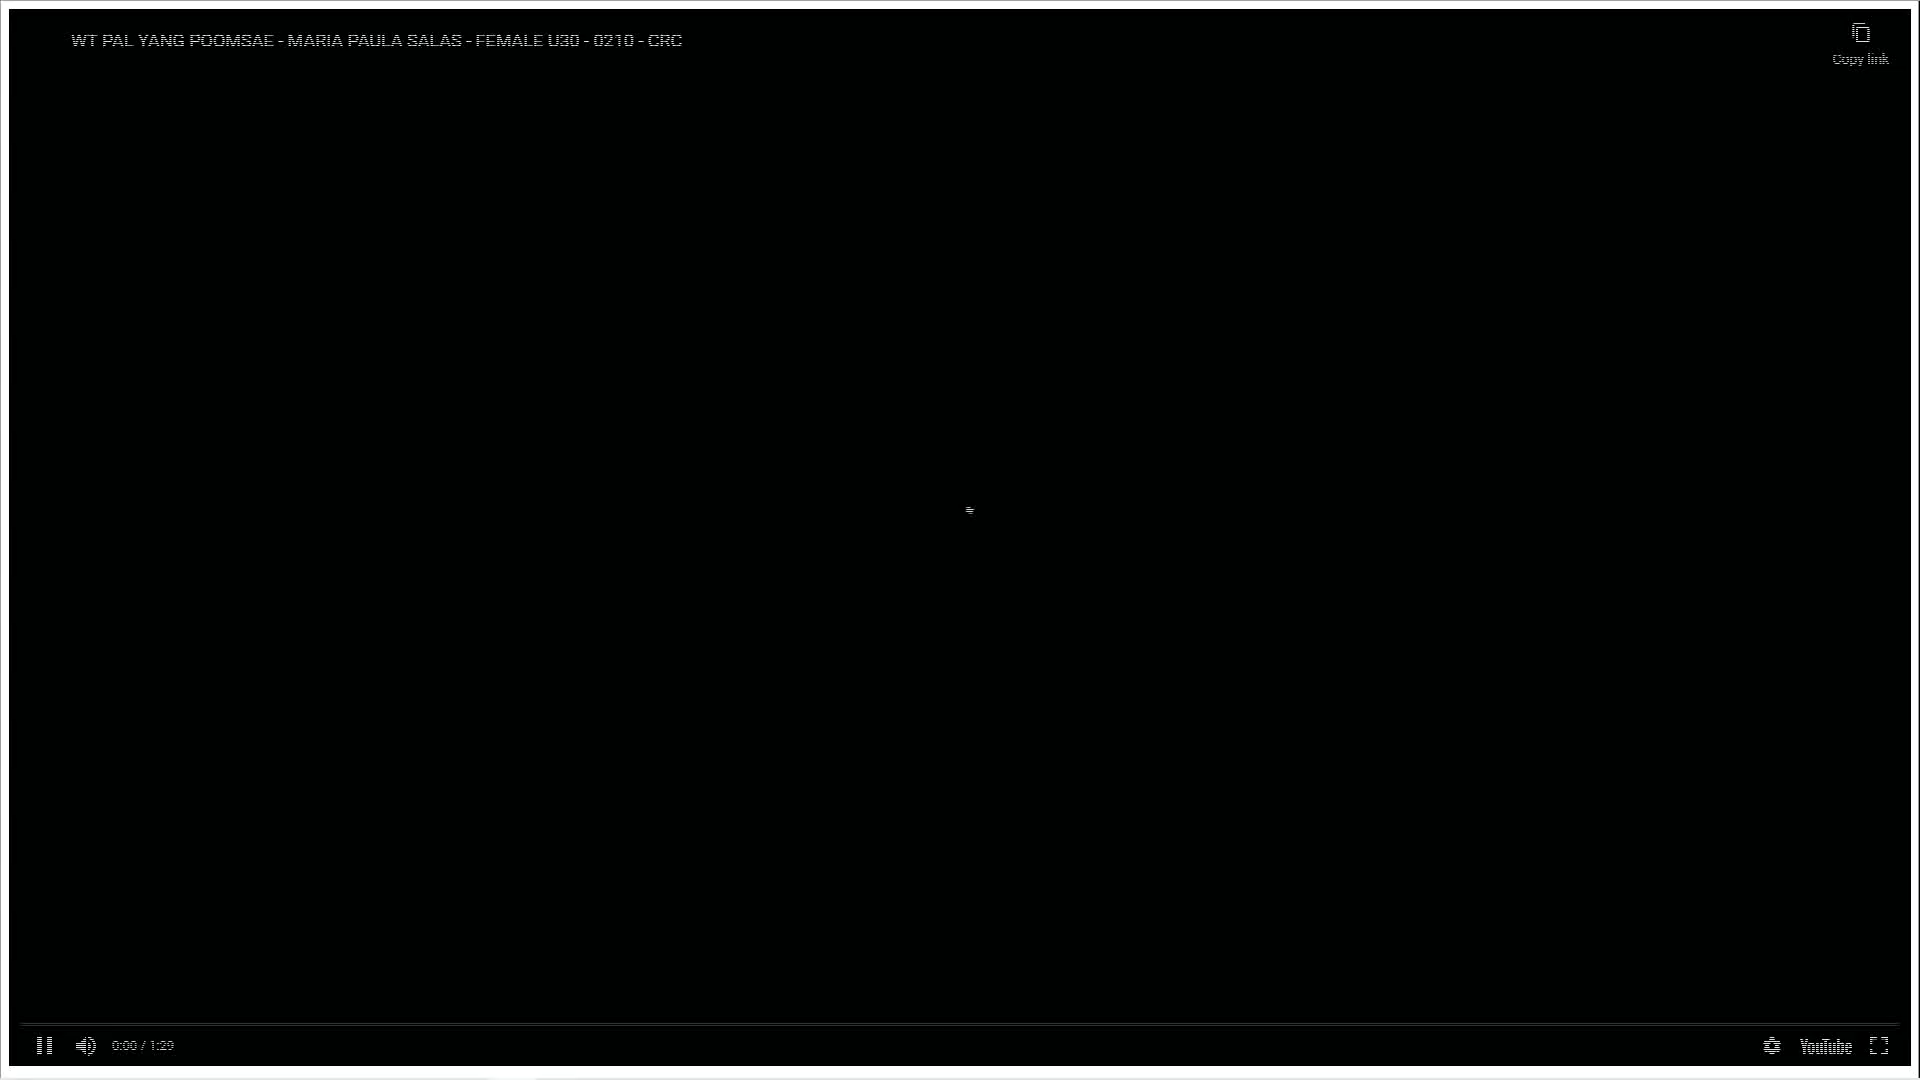 WT PAL YANG POOMSAE - MARIA PAULA SALAS - FEMALE U30 - 0210 - CRC
Copy link
0:00 / 1:29
YouTube